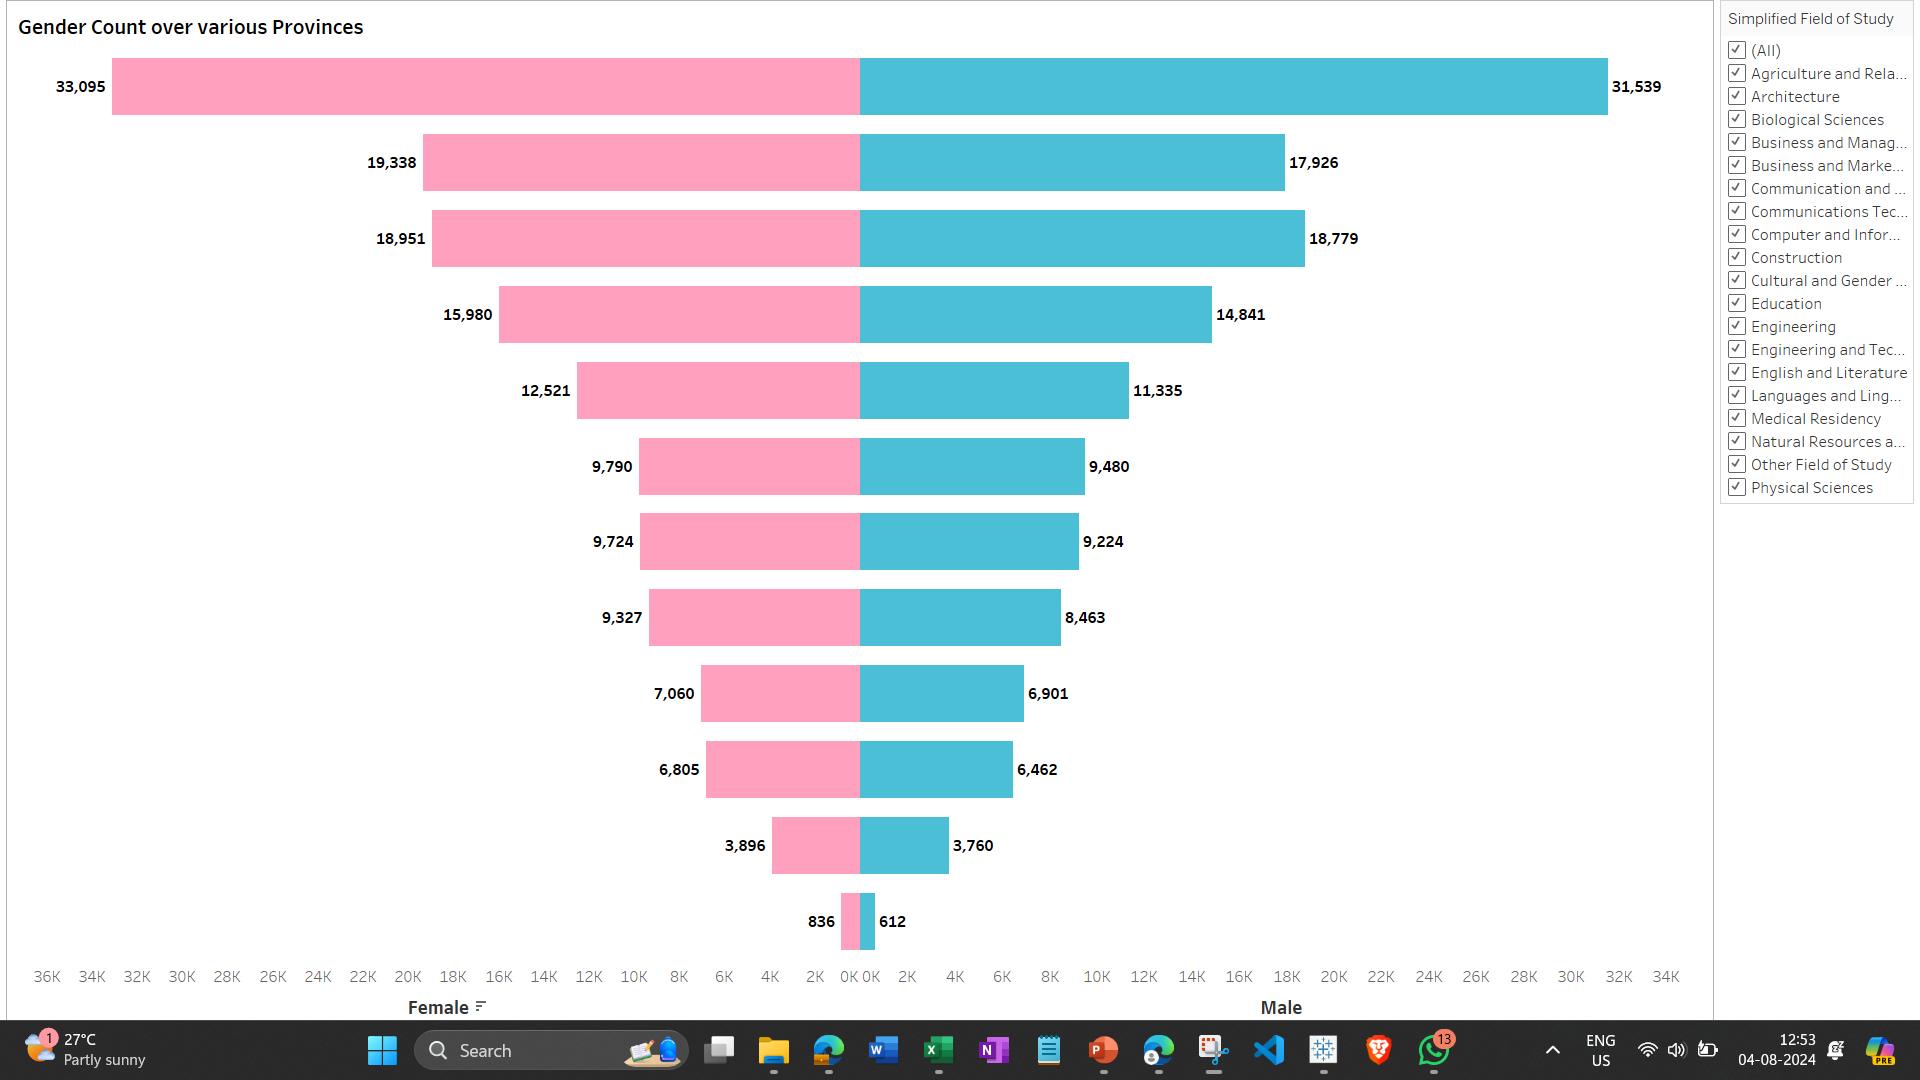 Gender Count over various Provinces
33,095 31,539
19,338 17,926
18,951 18,779
15,980 14,841
12,521 11,335
9,790 9,480
9,724 9,224
9,327 8,463
7,060 6,901
6,805 6,462
3,896 3,760
836 612
36K 34K 32K 30K 28K 26K 24K 22K 20K 18K 16K 14K 12K 10K 8K 6K 4K 2K 0K 0K 2K 4K 6K 8K 10K 12K 14K 16K 18K 20K 22K 24K 26K 28K 30K 32K 34K
Female Male
Simplified Field of Study
(All)
Agriculture and Rela...
Architecture
Biological Sciences
Business and Manag...
Business and Marke...
Communication and ...
Communications Tec...
Computer and Infor...
Construction
Cultural and Gender ...
Education
Engineering
Engineering and Tec...
English and Literature
Languages and Ling...
Medical Residency
Natural Resources a...
Other Field of Study
Physical Sciences
1
27°C
Partly sunny
Search
W
X
N
P
13
ENG
US
12:53
04-08-2024
PRE